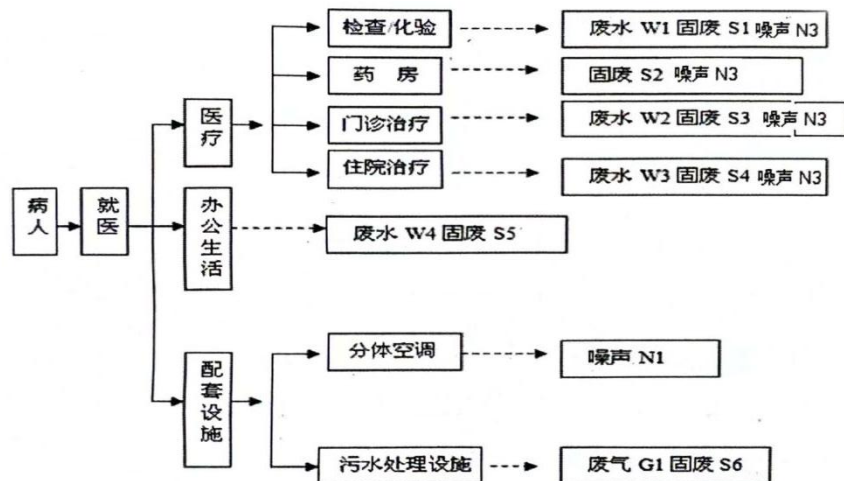 检查/化验
废水 W1 固废 S1 噪声 N3
药 房
固废 S2 噪声 N3
医疗
门诊治疗
废水 W2 固废 S3 噪声 N3
住院治疗
废水 W3 固废 S4 噪声 N3
病人
就医
办公生活
废水 W4 固废 S5
分体空调
噪声 N1
配套设施
污水处理设施
废气 G1 固废 S6